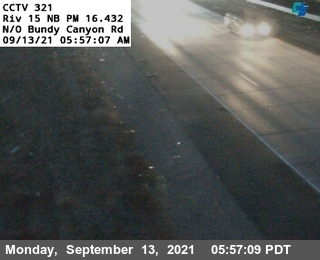 CCTV 321
Riv 15 NB PM 16.432
N/O Bundy Canyon Rd
09/13/21 05:57:07 AM
Monday, September 13, 2021 05:57:09 PDT